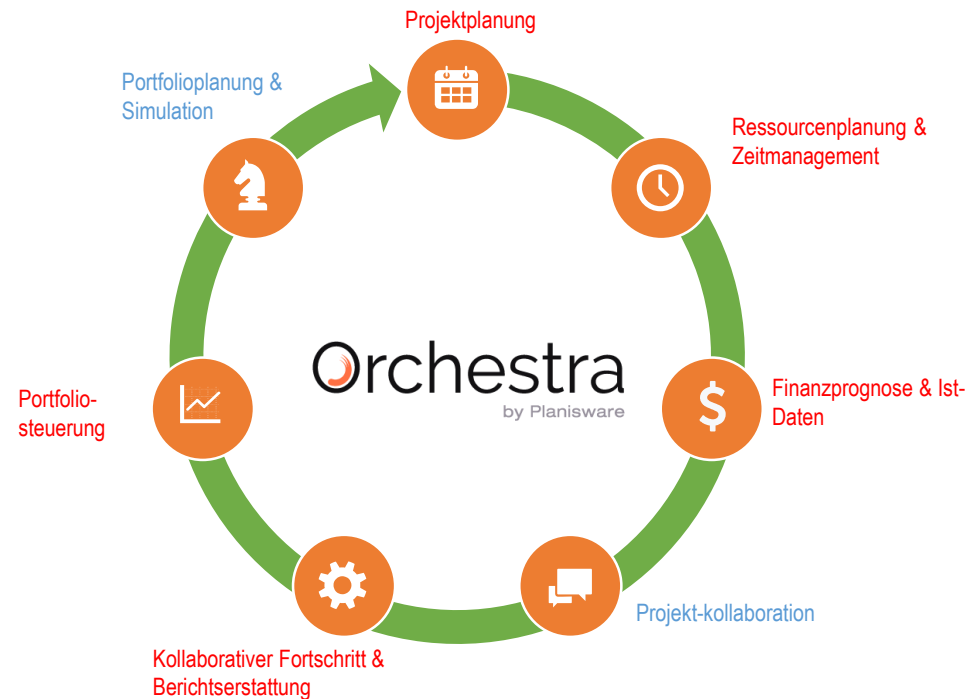 Projektplanung
Portfolioplanung &
Simulation
Ressourcenplanung &
Zeitmanagement
Orchestra
by Planisware
Portfolio-
steuerung
Finanzprognose & Ist-
Daten
$
Projekt-kollaboration
Kollaborativer Fortschritt &
Berichtserstattung